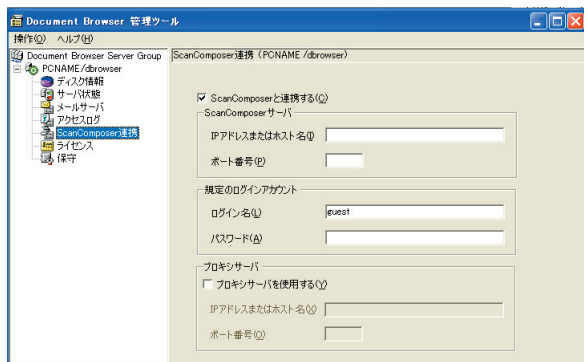 Document Browser 管理ツール
操作(O) ヘルプ(H)
Document Browser Server Group
PCNAME/dbrowser
ディスク情報
サーバ状態
メールサーバ
アクセスログ
ScanComposer連携
ライセンス
保守
ScanComposer連携 (PCNAME /dbrowser)
ScanComposerと連携する(C)
ScanComposerサーバ
IPアドレスまたはホスト名(I)
ポート番号(P)
規定のログインアカウント
ログイン名(L)
guest
パスワード(A)
プロキシサーバ
プロキシサーバを使用する(Y)
IPアドレスまたはホスト名(X)
ポート番号(O)